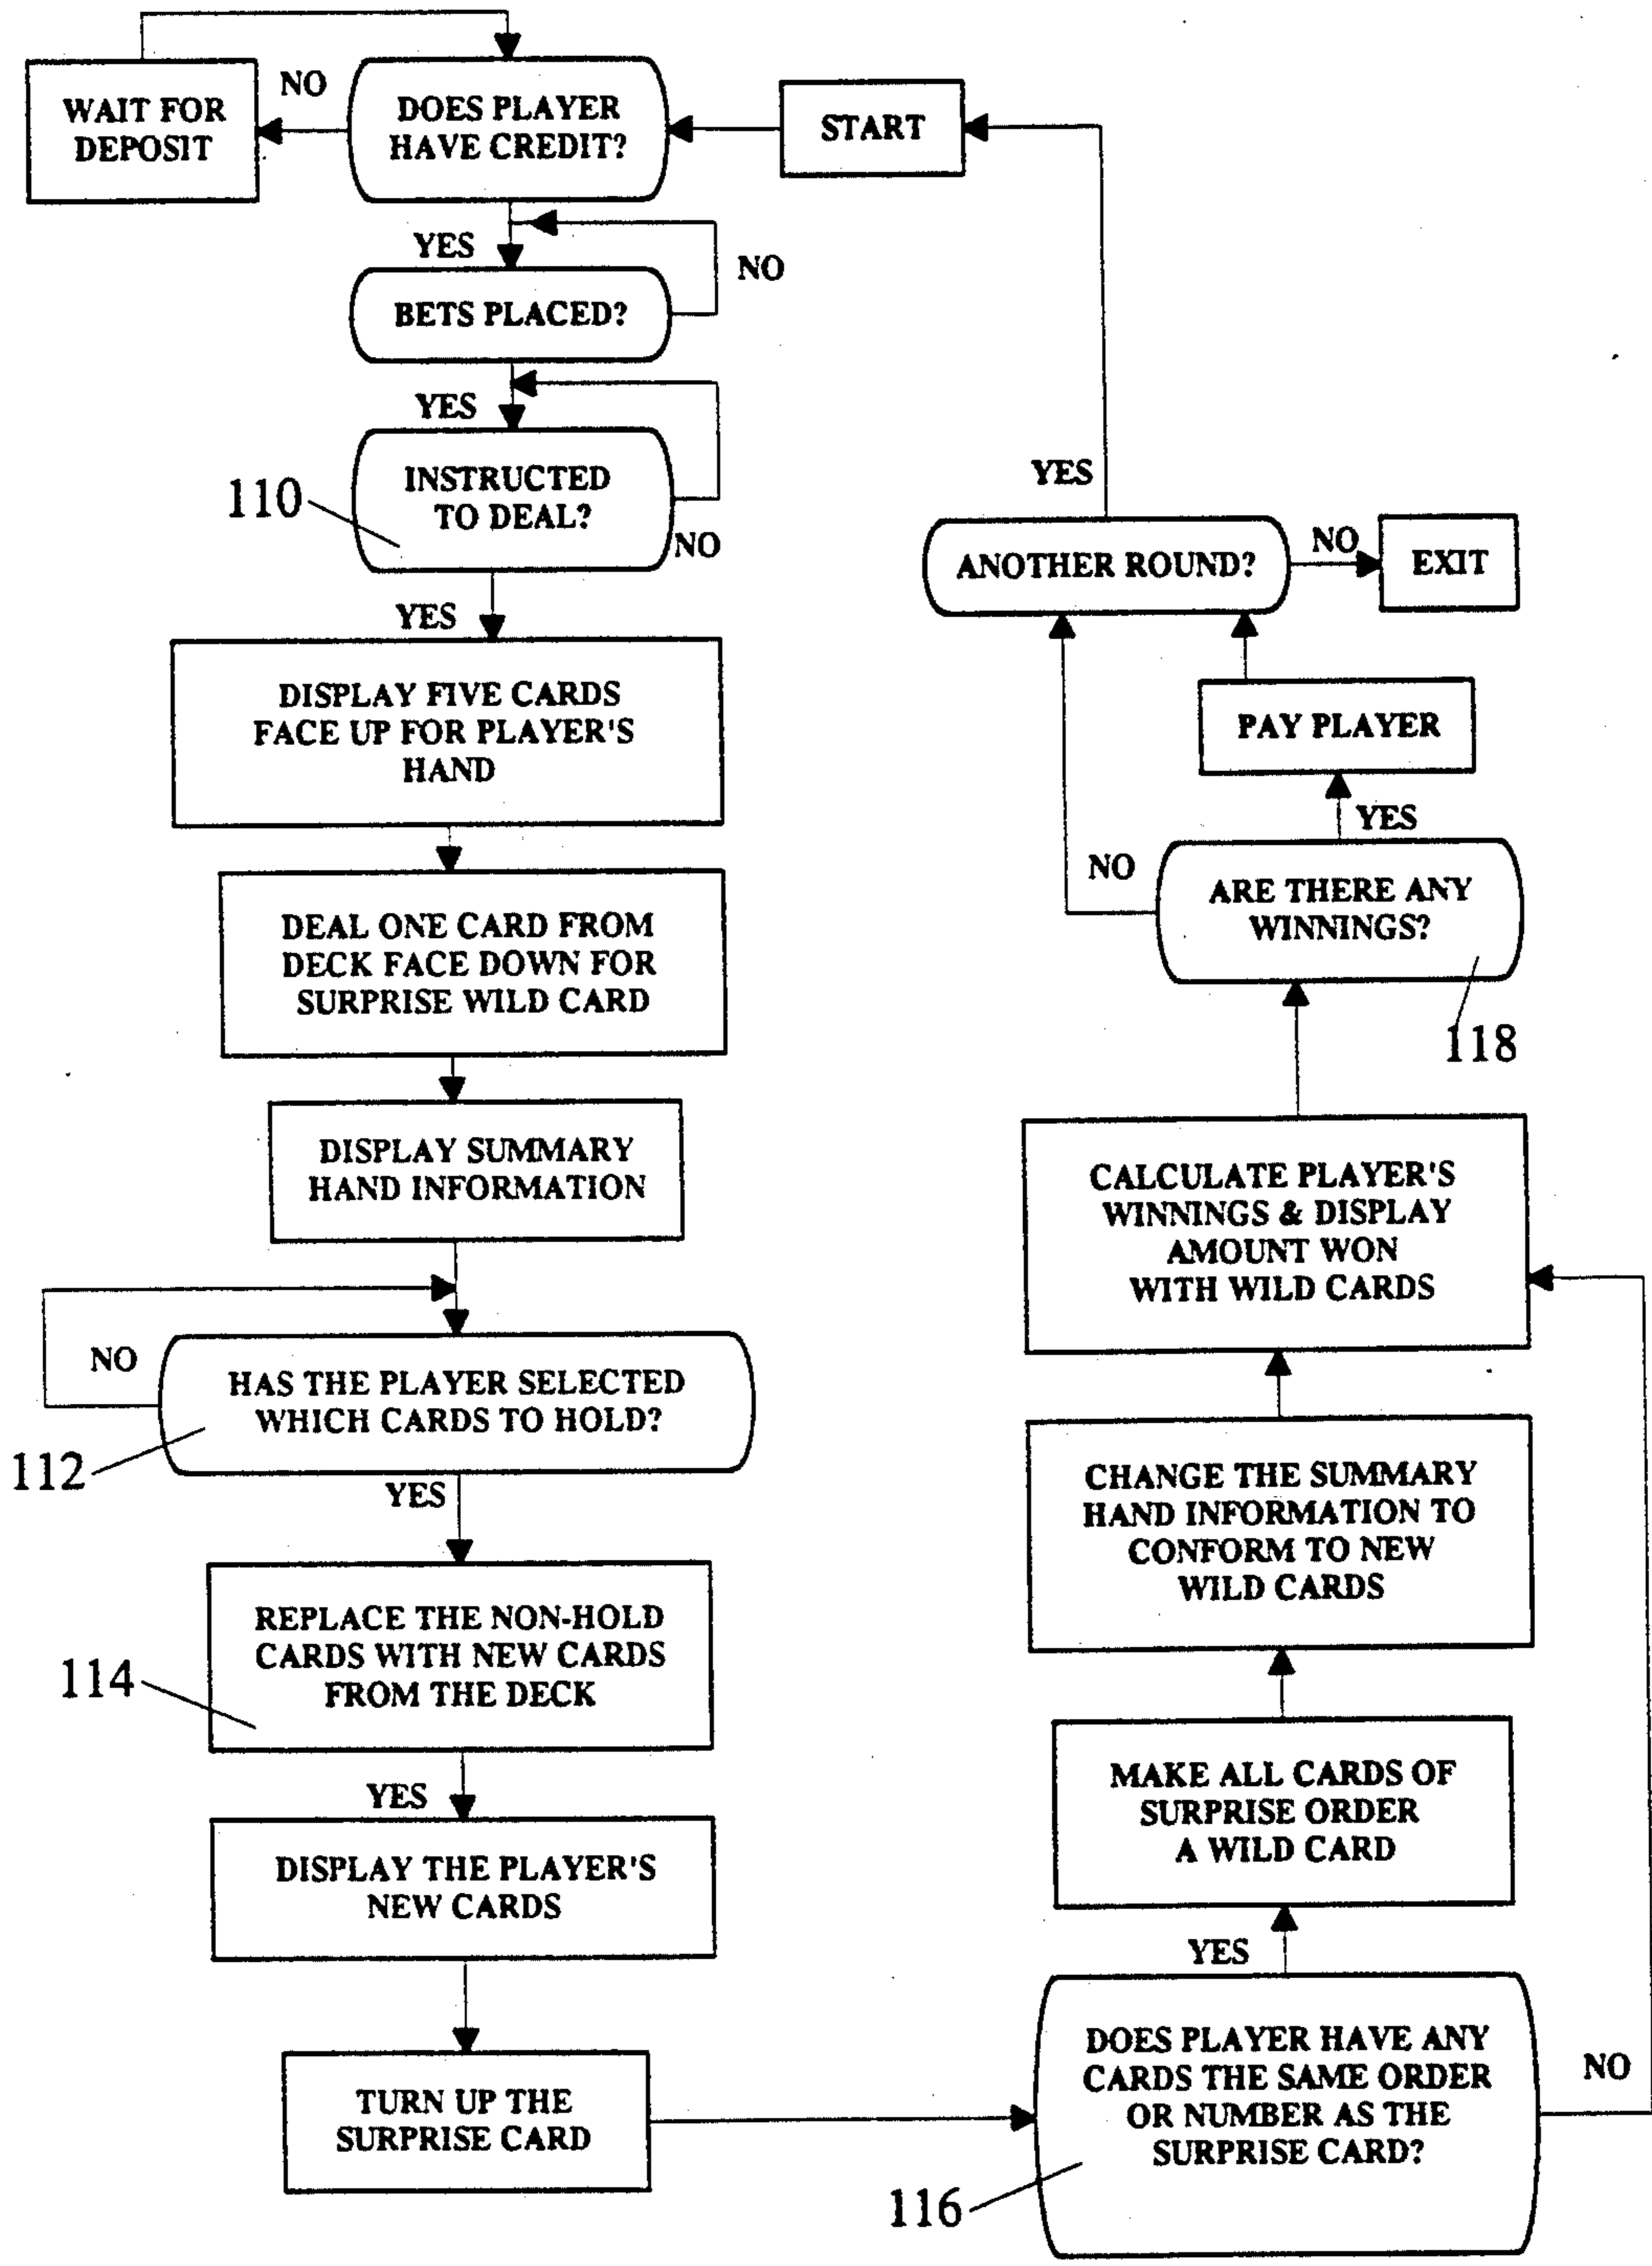 WAIT FOR
DEPOSIT
NO
DOES PLAYER
HAVE CREDIT?
START
YES
NO
BETS PLACED?
YES
INSTRUCTED
TO DEAL?
110
NO
YES
DISPLAY FIVE CARDS
FACE UP FOR PLAYER'S
HAND
DEAL ONE CARD FROM
DECK FACE DOWN FOR
SURPRISE WILD CARD
DISPLAY SUMMARY
HAND INFORMATION
NO
HAS THE PLAYER SELECTED
WHICH CARDS TO HOLD?
112
YES
REPLACE THE NON-HOLD
CARDS WITH NEW CARDS
FROM THE DECK
114
YES
DISPLAY THE PLAYER'S
NEW CARDS
TURN UP THE
SURPRISE CARD
DOES PLAYER HAVE ANY
CARDS THE SAME ORDER
OR NUMBER AS THE
SURPRISE CARD?
116
NO
YES
MAKE ALL CARDS OF
SURPRISE ORDER
A WILD CARD
CHANGE THE SUMMARY
HAND INFORMATION TO
CONFORM TO NEW
WILD CARDS
CALCULATE PLAYER'S
WINNINGS & DISPLAY
AMOUNT WON
WITH WILD CARDS
118
ARE THERE ANY
WINNINGS?
NO
YES
PAY PLAYER
ANOTHER ROUND?
NO
EXIT
YES